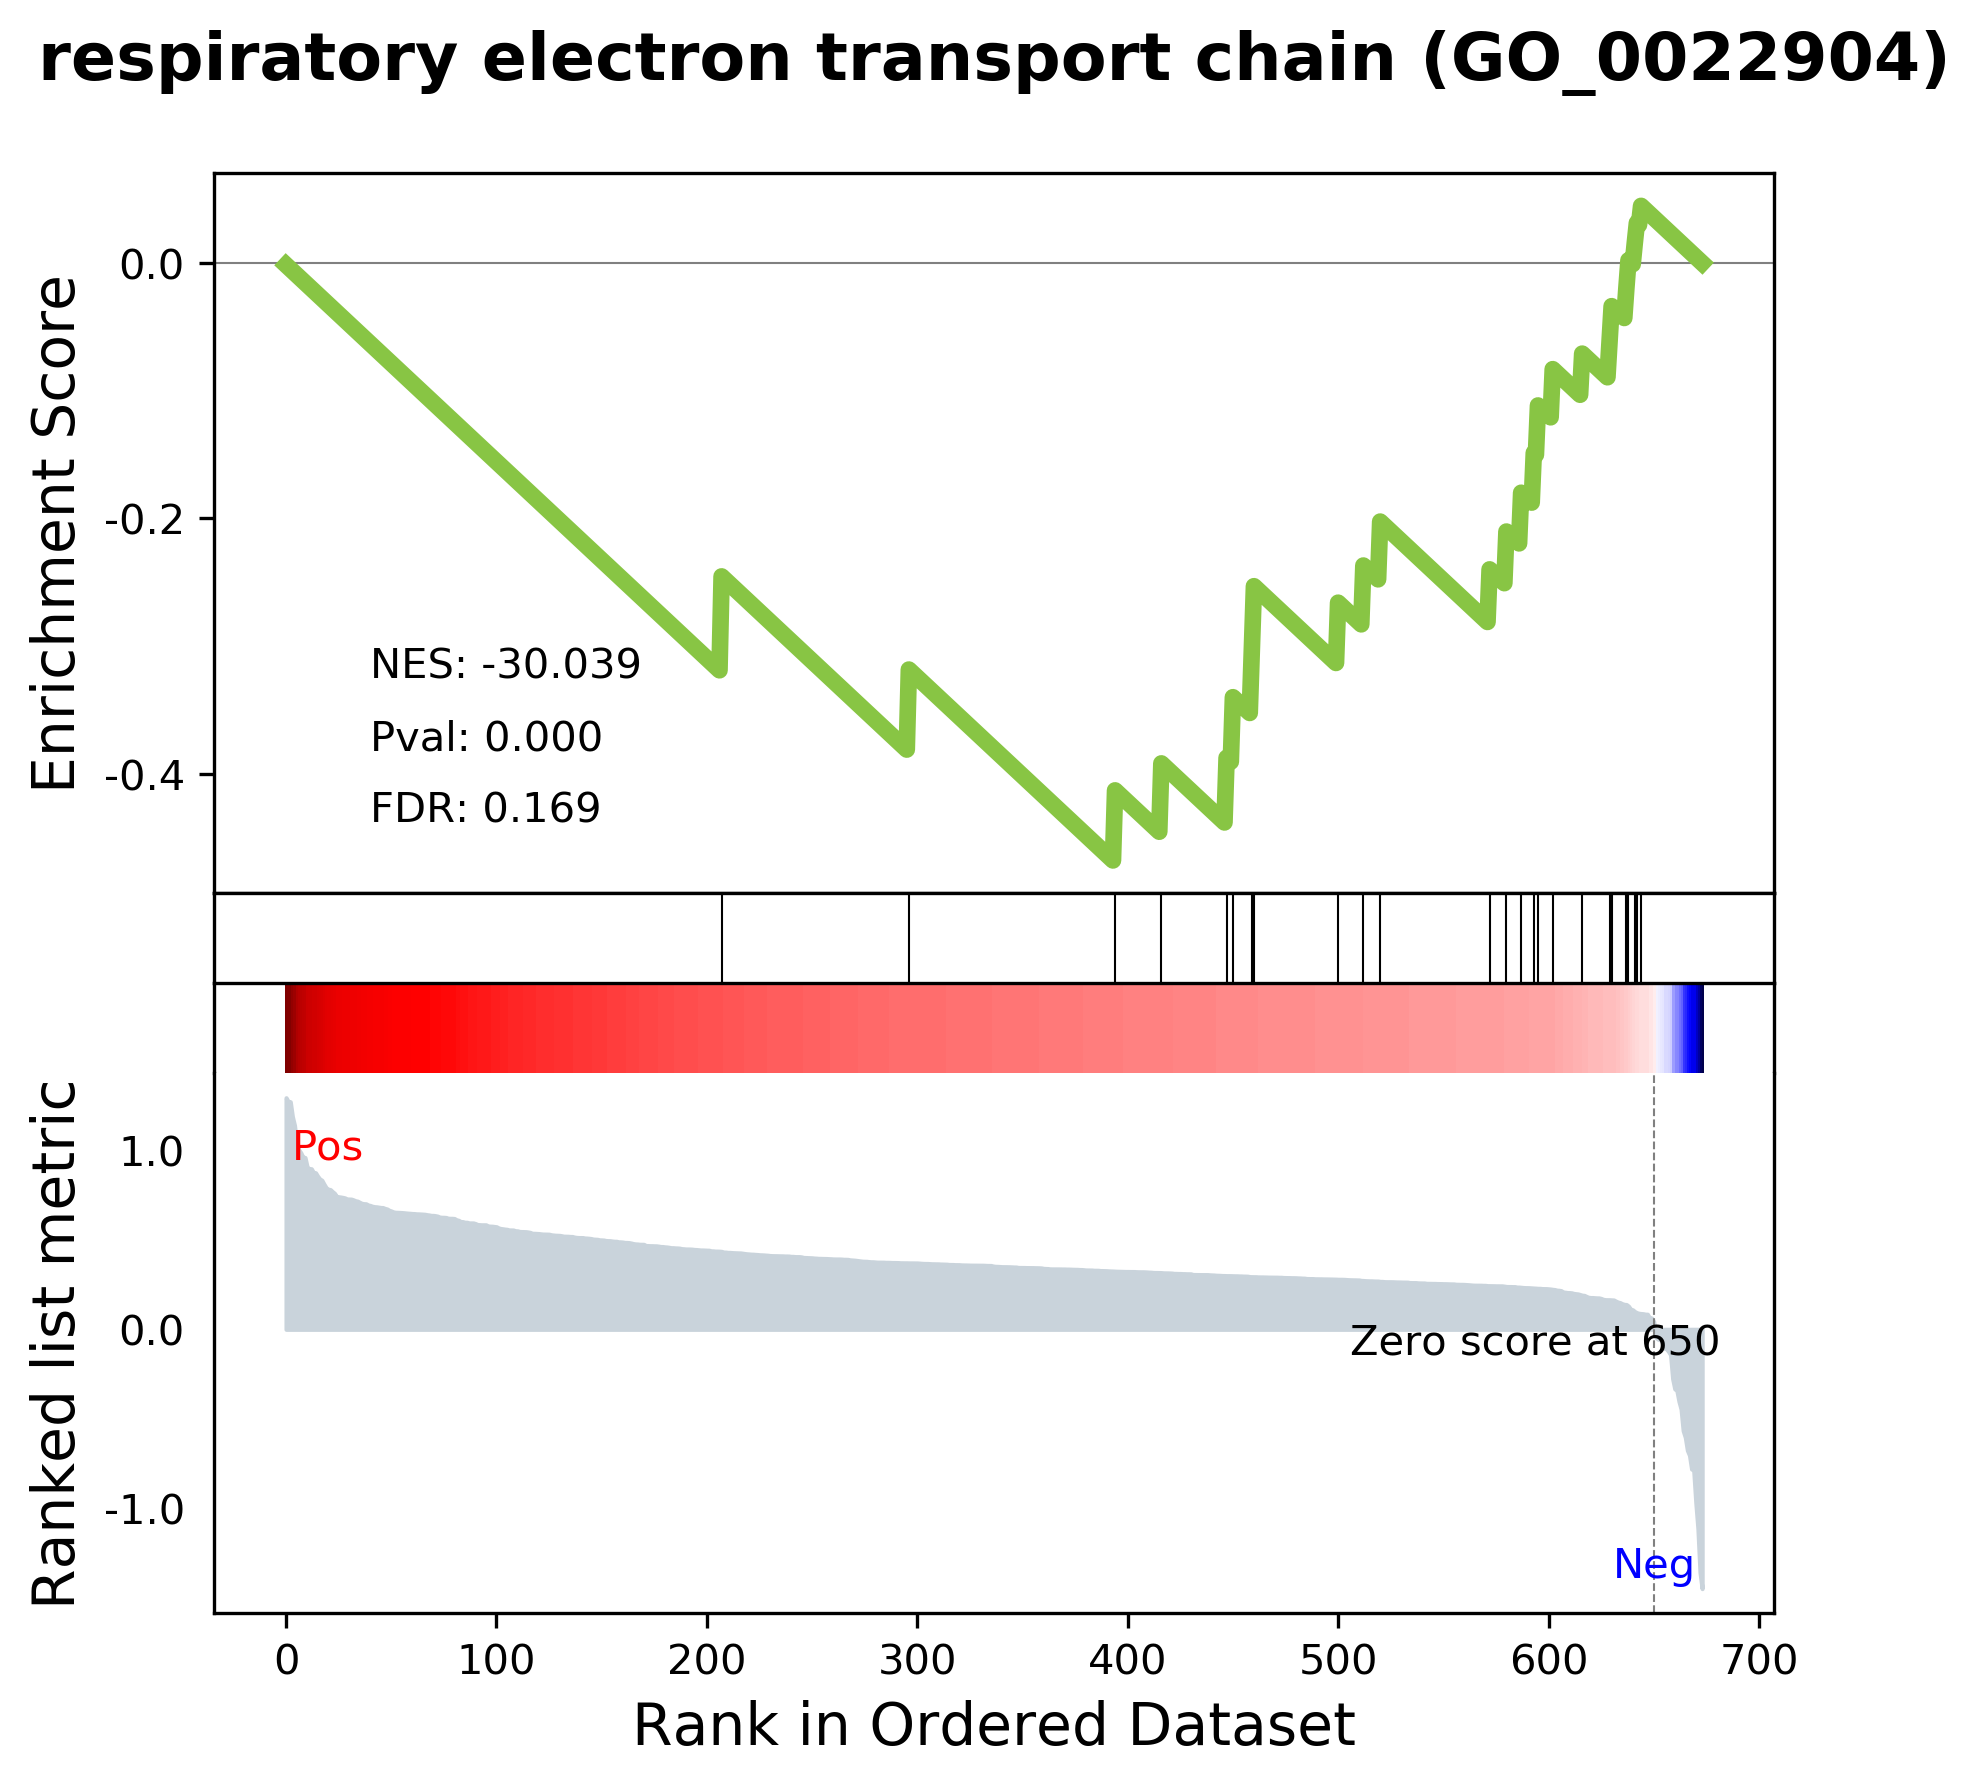 respiratory electron transport chain (GO_0022904)
Enrichment Score
0.0
-0.2
-0.4
NES: -30.039
Pval: 0.000
FDR: 0.169
Ranked list metric
1.0
0.0
-1.0
Pos
Zero score at 650
Neg
0 100 200 300 400 500 600 700
Rank in Ordered Dataset